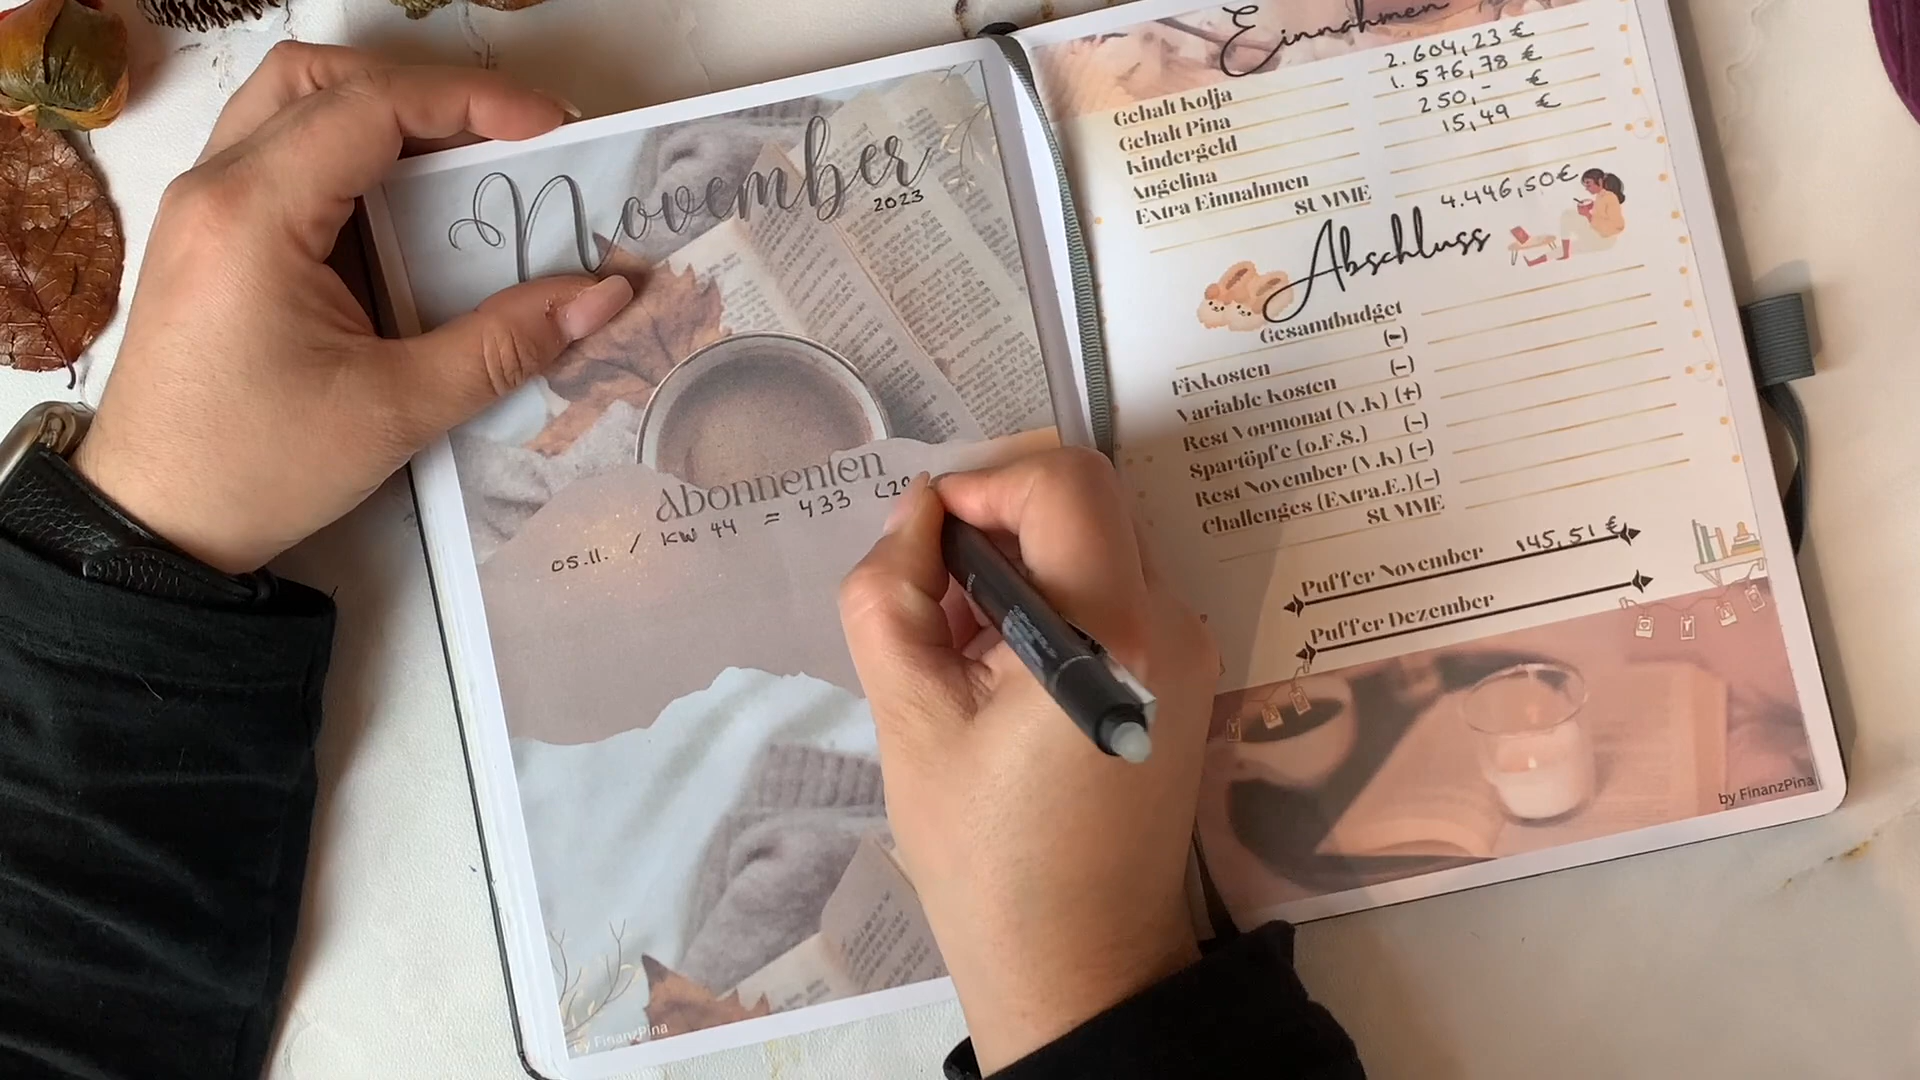 November
2023
Abonnenten
05.11. / KW 44 = 433 (29
by FinanzPina
Einnahmen
Gehalt Kolja 2.604,23 €
Gehalt Pina 1.576,78 €
Kindergeld 250,- €
Angelina 15,49 €
Extra Einnahmen
SUMME 4.446,50€
Abschluss
Gesamtbudget
Fixkosten (-)
Variable Kosten (-)
Rest Vormonat (V.K) (+)
Spartöpfe (o.F.S.) (-)
Rest November (V.K) (-)
Challenges (Extra.E.)(-)
SUMME
Puffer November 145,51 €
Puffer Dezember
by FinanzPina